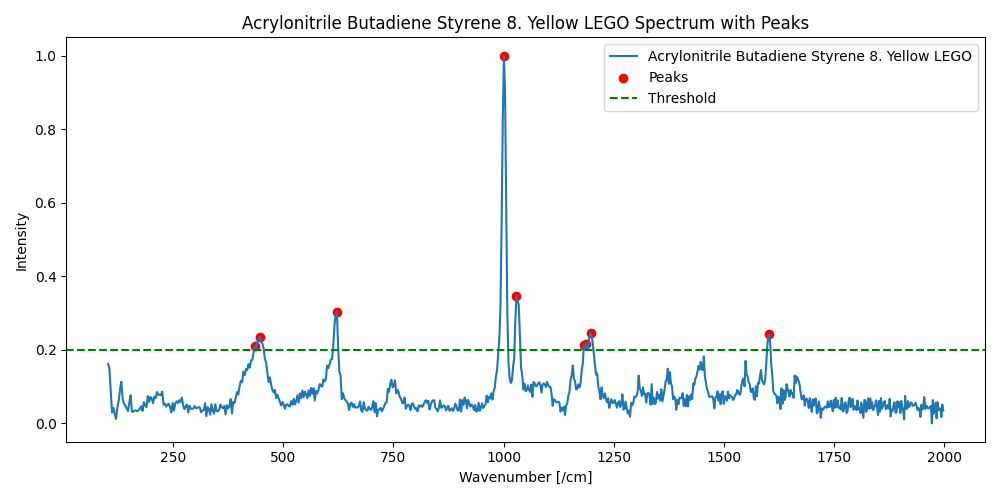 Acrylonitrile Butadiene Styrene 8. Yellow LEGO Spectrum with Peaks
Acrylonitrile Butadiene Styrene 8. Yellow LEGO
Peaks
Threshold
Intensity
1.0
0.8
0.6
0.4
0.2
0.0
250 500 750 1000 1250 1500 1750 2000
Wavenumber [/cm]